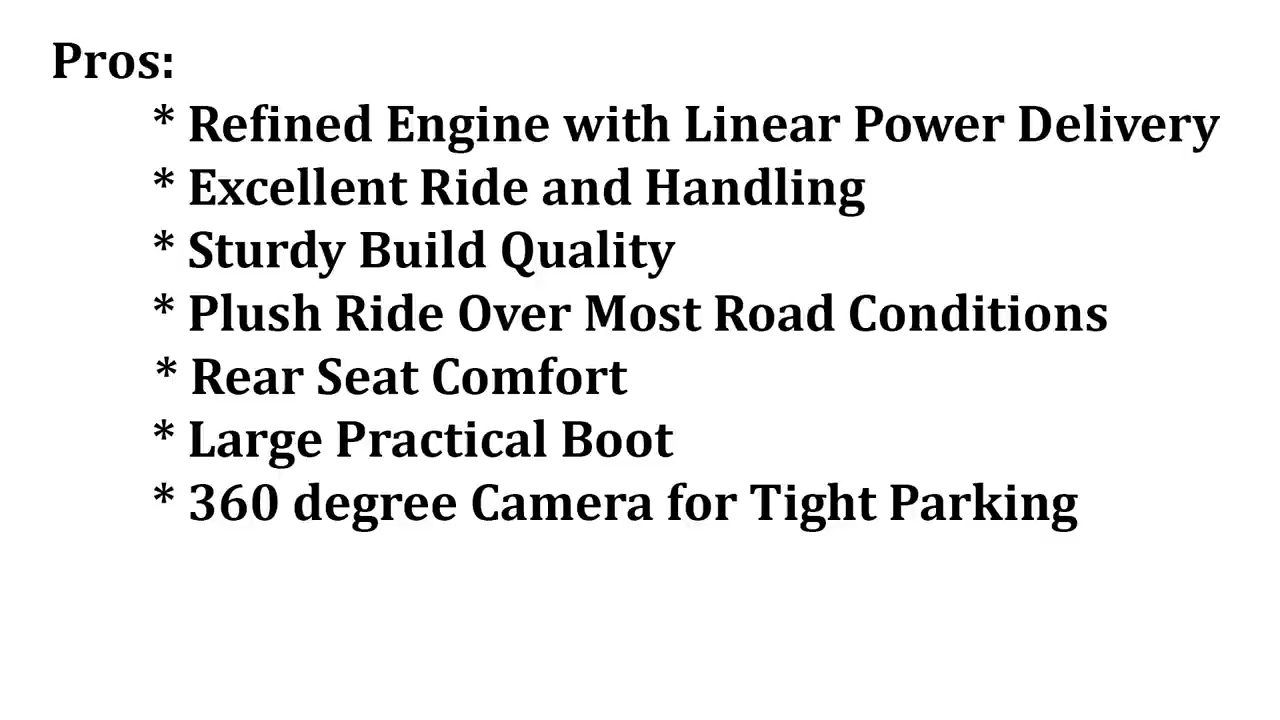 Pros:
* Refined Engine with Linear Power Delivery
* Excellent Ride and Handling
* Sturdy Build Quality
* Plush Ride Over Most Road Conditions
* Rear Seat Comfort
* Large Practical Boot
* 360 degree Camera for Tight Parking